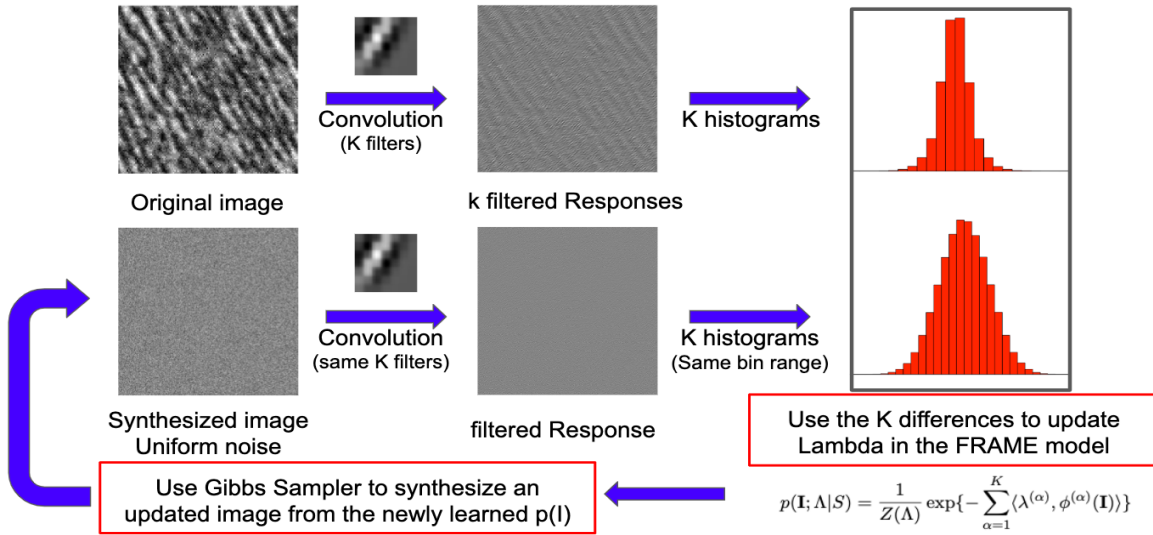 Convolution
(K filters)
K histograms
Original image
k filtered Responses
Convolution
(same K filters)
K histograms
(Same bin range)
Synthesized image
Uniform noise
filtered Response
Use the K differences to update
Lambda in the FRAME model
Use Gibbs Sampler to synthesize an
updated image from the newly learned p(I)
p(I; Λ|S) = 1/Z(Λ) exp{− ∑_{α=1}^{K} ⟨λ^{(α)}, ϕ^{(α)}(I)⟩}